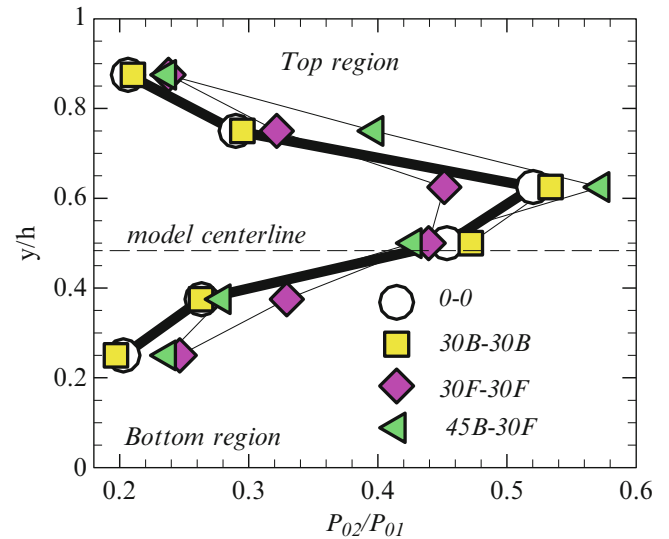 1
0.8
0.6
0.4
0.2
0
y/h
Top region
model centerline
0-0
30B-30B
30F-30F
45B-30F
Bottom region
0.2 0.3 0.4 0.5 0.6
P02/P01